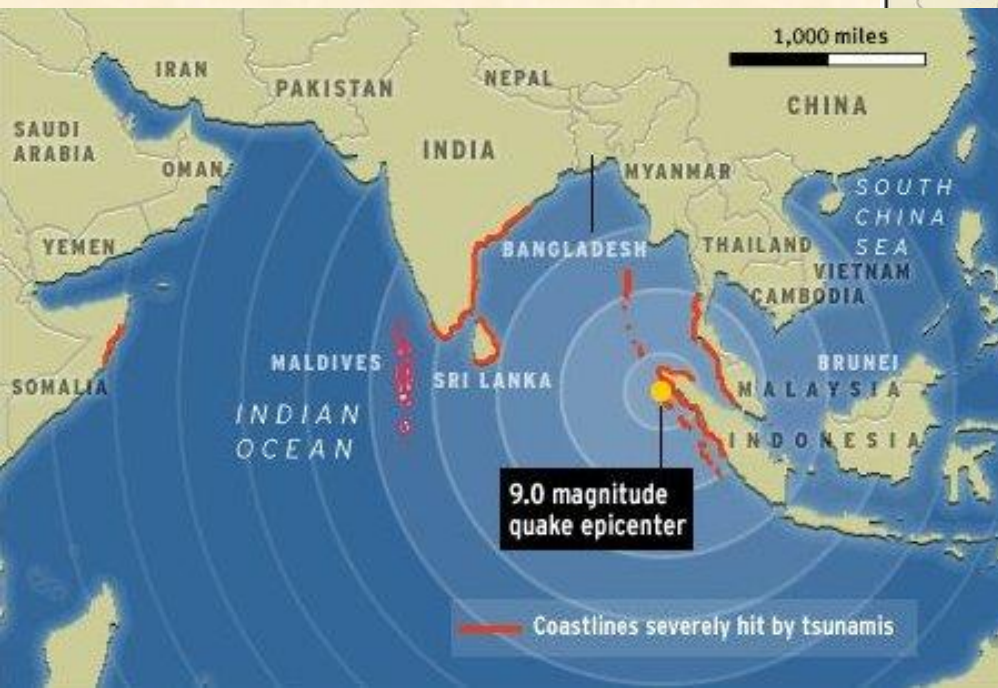 1,000 miles
IRAN
PAKISTAN
NEPAL
CHINA
SAUDI
ARABIA
OMAN
INDIA
MYANMAR
SOUTH
CHINA
SEA
YEMEN
BANGLADESH
THAILAND
VIETNAM
CAMBODIA
MALDIVES
SRI LANKA
BRUNEI
SOMALIA
MALAYSIA
INDIAN
OCEAN
INDONESIA
9.0 magnitude
quake epicenter
Coastlines severely hit by tsunamis